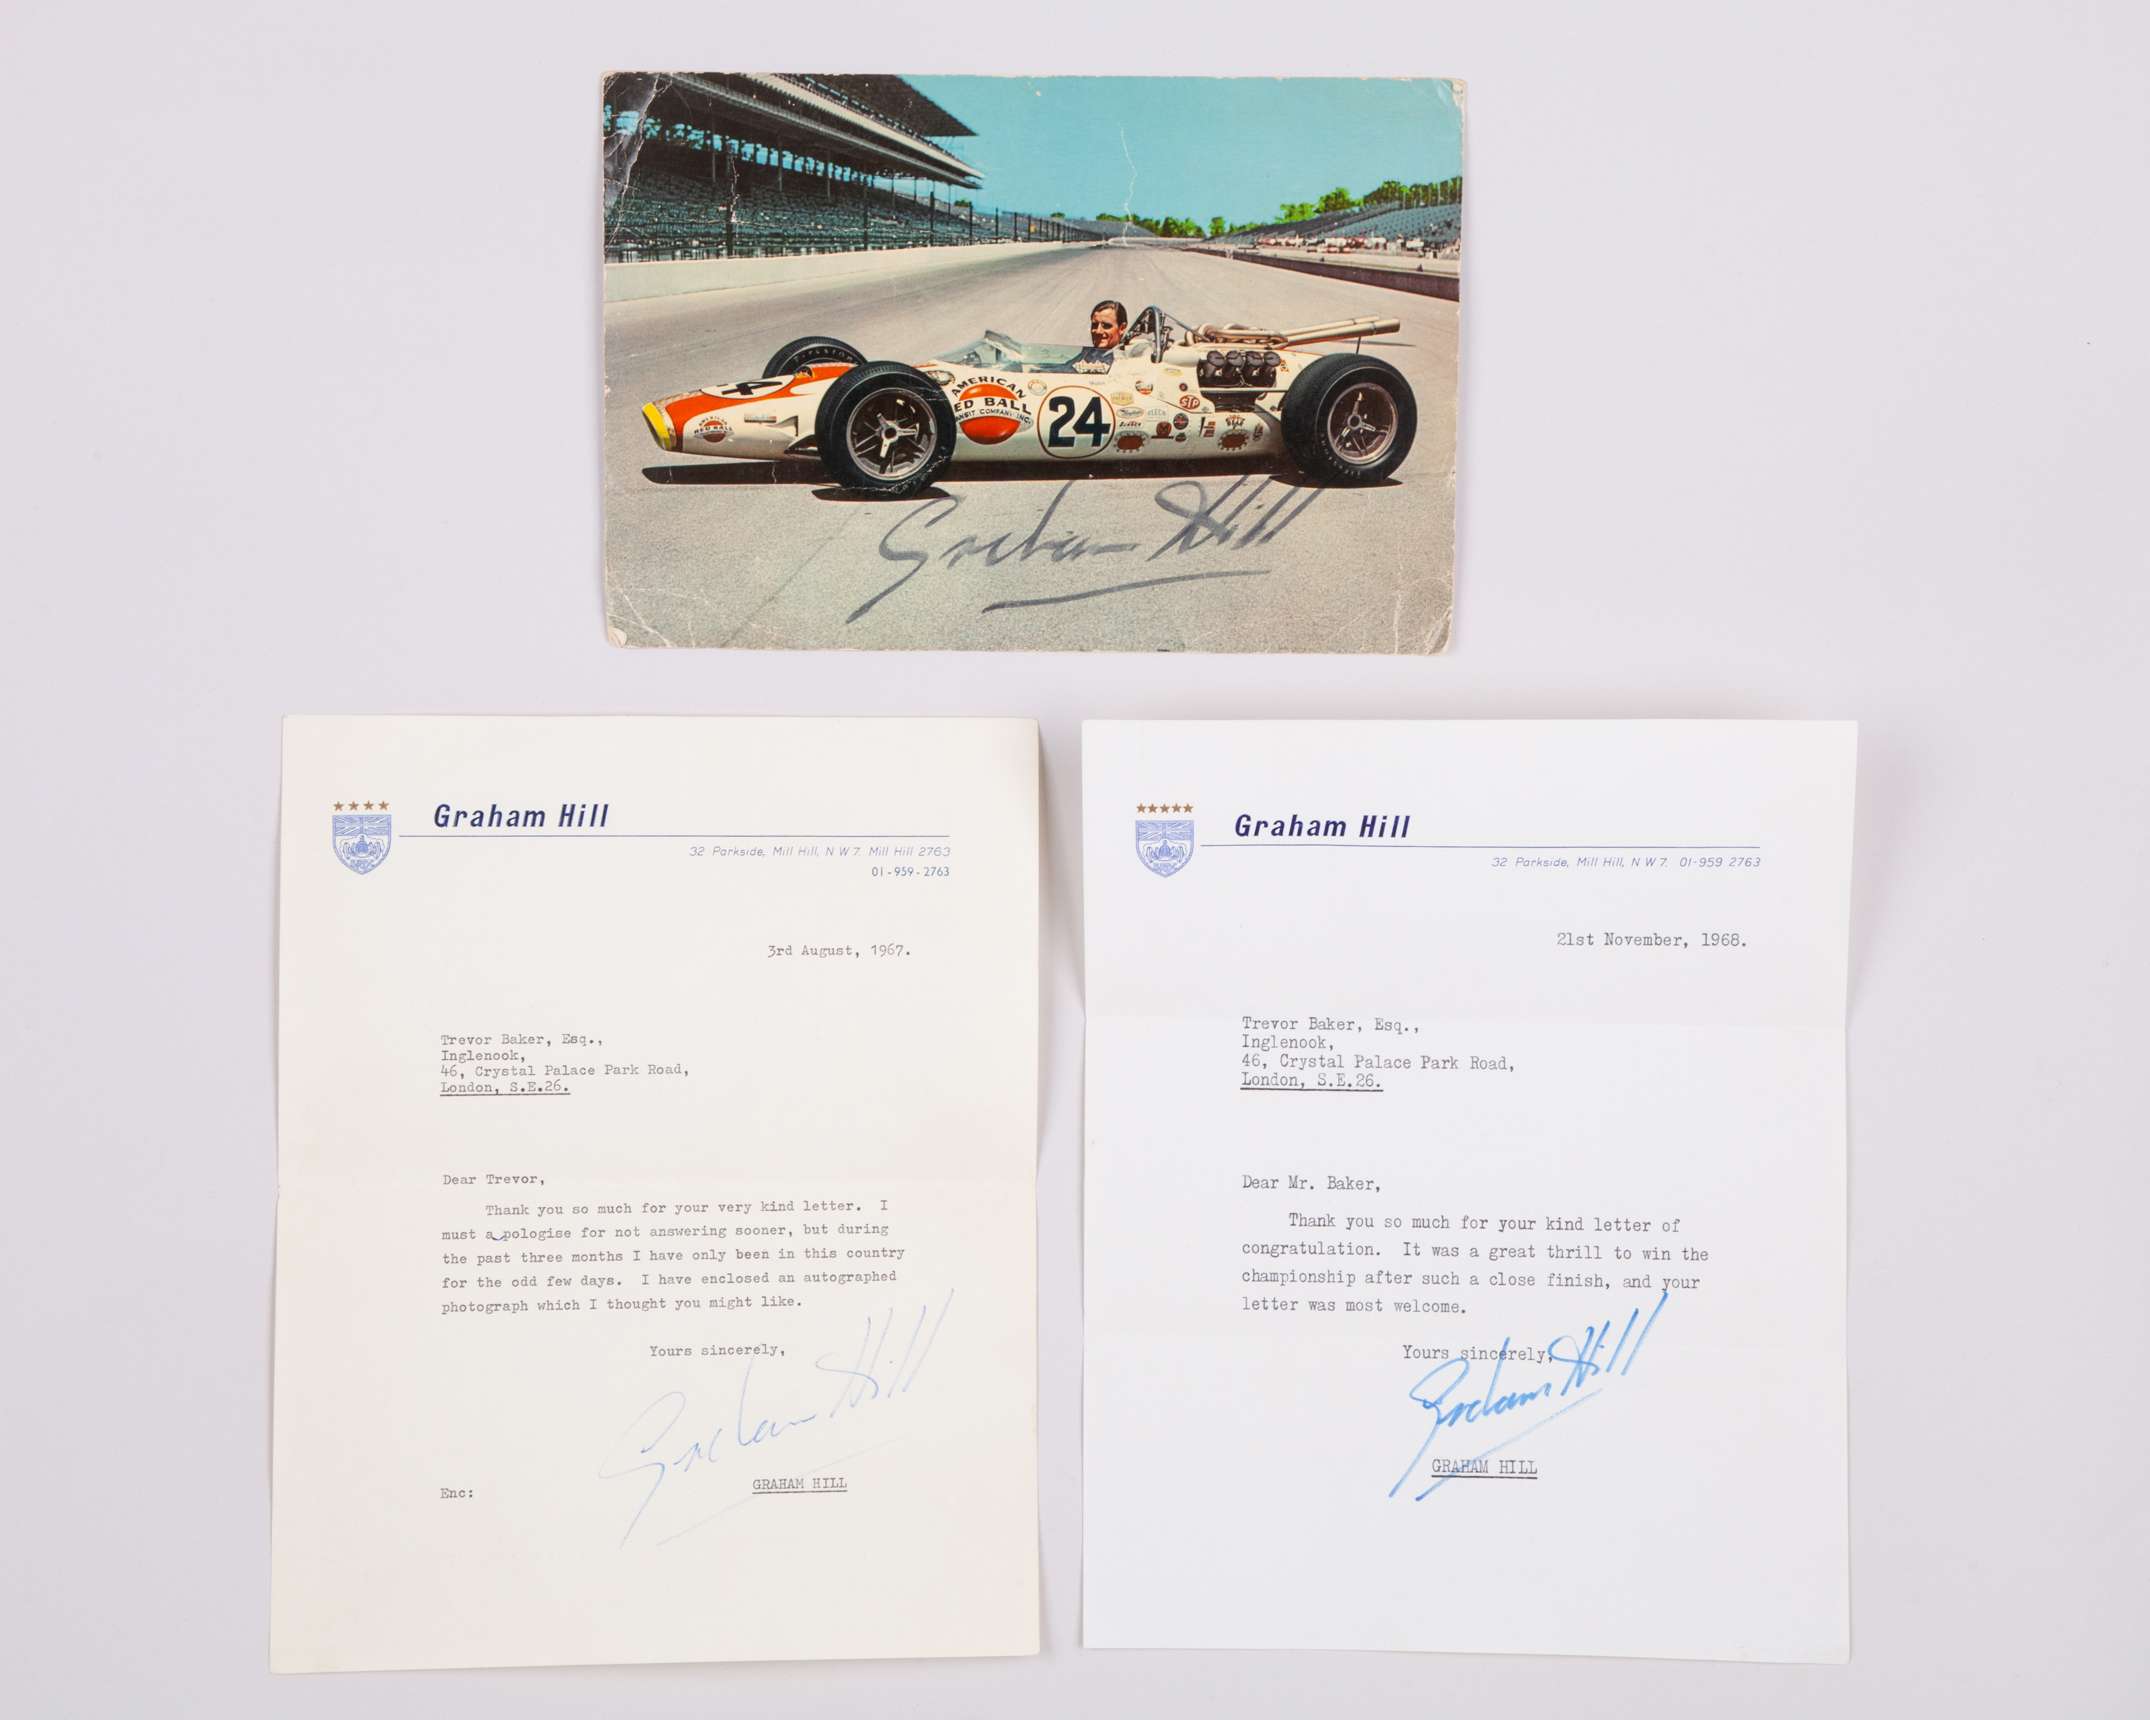 FIRESTONE
4
AMERICAN
RED BALL
AMERICAN
ED BALL
NSIT COMPANY INC.
24
STP
Graham Hill
Graham Hill
32 Parkside, Mill Hill, N W 7. Mill Hill 2763
01-959-2763
3rd August, 1967.
Trevor Baker, Esq.,
Inglenook,
46, Crystal Palace Park Road,
London, S.E.26.
Dear Trevor,
Thank you so much for your very kind letter. I
must a pologise for not answering sooner, but during
the past three months I have only been in this country
for the odd few days. I have enclosed an autographed
photograph which I thought you might like.
Yours sincerely,
Graham Hill
GRAHAM HILL
Enc:
Graham Hill
32 Parkside, Mill Hill, N W 7. 01-959 2763
21st November, 1968.
Trevor Baker, Esq.,
Inglenook,
46, Crystal Palace Park Road,
London, S.E.26.
Dear Mr. Baker,
Thank you so much for your kind letter of
congratulation. It was a great thrill to win the
championship after such a close finish, and your
letter was most welcome.
Yours sincerely,
Graham Hill
GRAHAM HILL